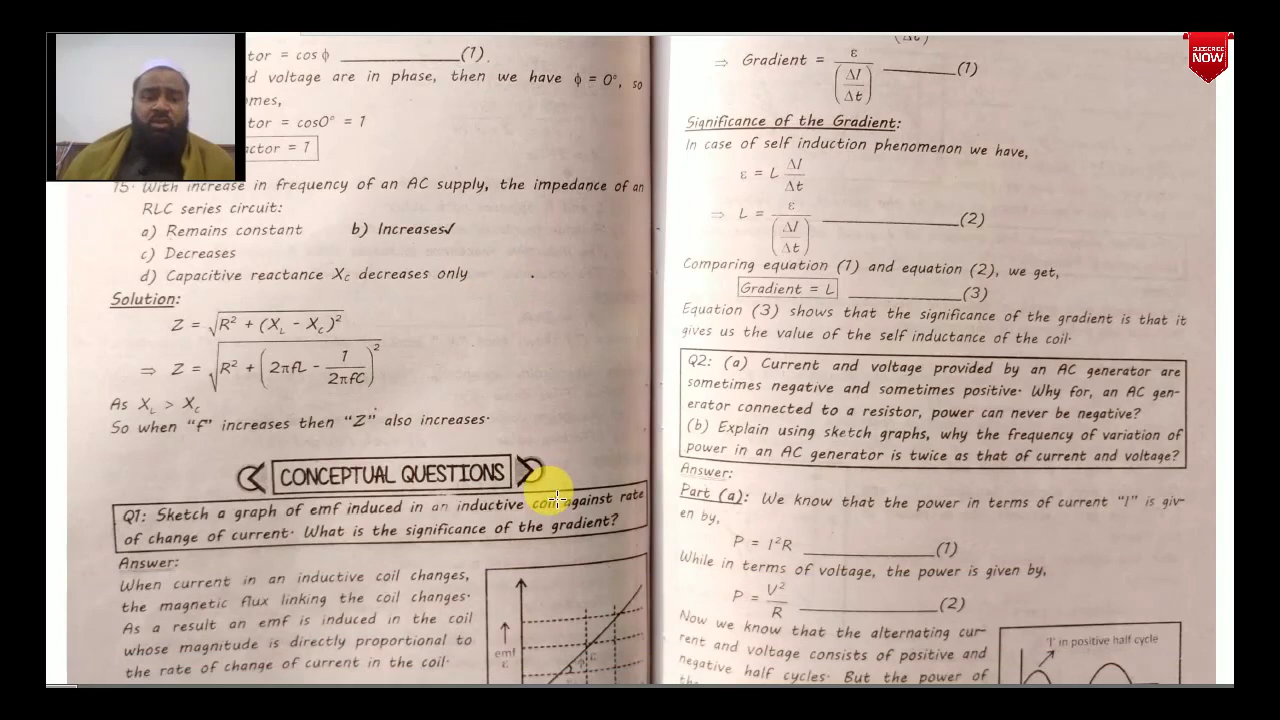 tor = cos ϕ ____________(1).
d voltage are in phase, then we have ϕ = 0°, so
omes,
tor = cos0° = 1
actor = 1
15. With increase in frequency of an AC supply, the impedance of an
RLC series circuit:
a) Remains constant b) Increases✓
c) Decreases
d) Capacitive reactance X_C decreases only
Solution:
Z = √(R² + (X_L - X_C)²)
⇒ Z = √(R² + (2πfL - 1/(2πfC))²)
As X_L > X_C
So when "f" increases then "Z" also increases.
CONCEPTUAL QUESTIONS
Q1: Sketch a graph of emf induced in an inductive coil against rate
of change of current. What is the significance of the gradient?
Answer:
When current in an inductive coil changes,
the magnetic flux linking the coil changes.
As a result an emf is induced in the coil
whose magnitude is directly proportional to
the rate of change of current in the coil.
emf
ε
ε
(Δt)
⇒ Gradient = ε/(ΔI/Δt) ________(1)
Significance of the Gradient:
In case of self induction phenomenon we have,
ε = L ΔI/Δt
⇒ L = ε/(ΔI/Δt) ______________(2)
Comparing equation (1) and equation (2), we get,
Gradient = L ____________(3)
Equation (3) shows that the significance of the gradient is that it
gives us the value of the self inductance of the coil.
Q2: (a) Current and voltage provided by an AC generator are
sometimes negative and sometimes positive. Why for, an AC gen-
erator connected to a resistor, power can never be negative?
(b) Explain using sketch graphs, why the frequency of variation of
power in an AC generator is twice as that of current and voltage?
Answer:
Part (a): We know that the power in terms of current "I" is giv-
en by,
P = I²R ____________(1)
While in terms of voltage, the power is given by,
P = V²/R ____________(2)
Now we know that the alternating cur-
rent and voltage consists of positive and
negative half cycles. But the power of
the
'I' in positive half cycle
SUBSCRIBE
NOW